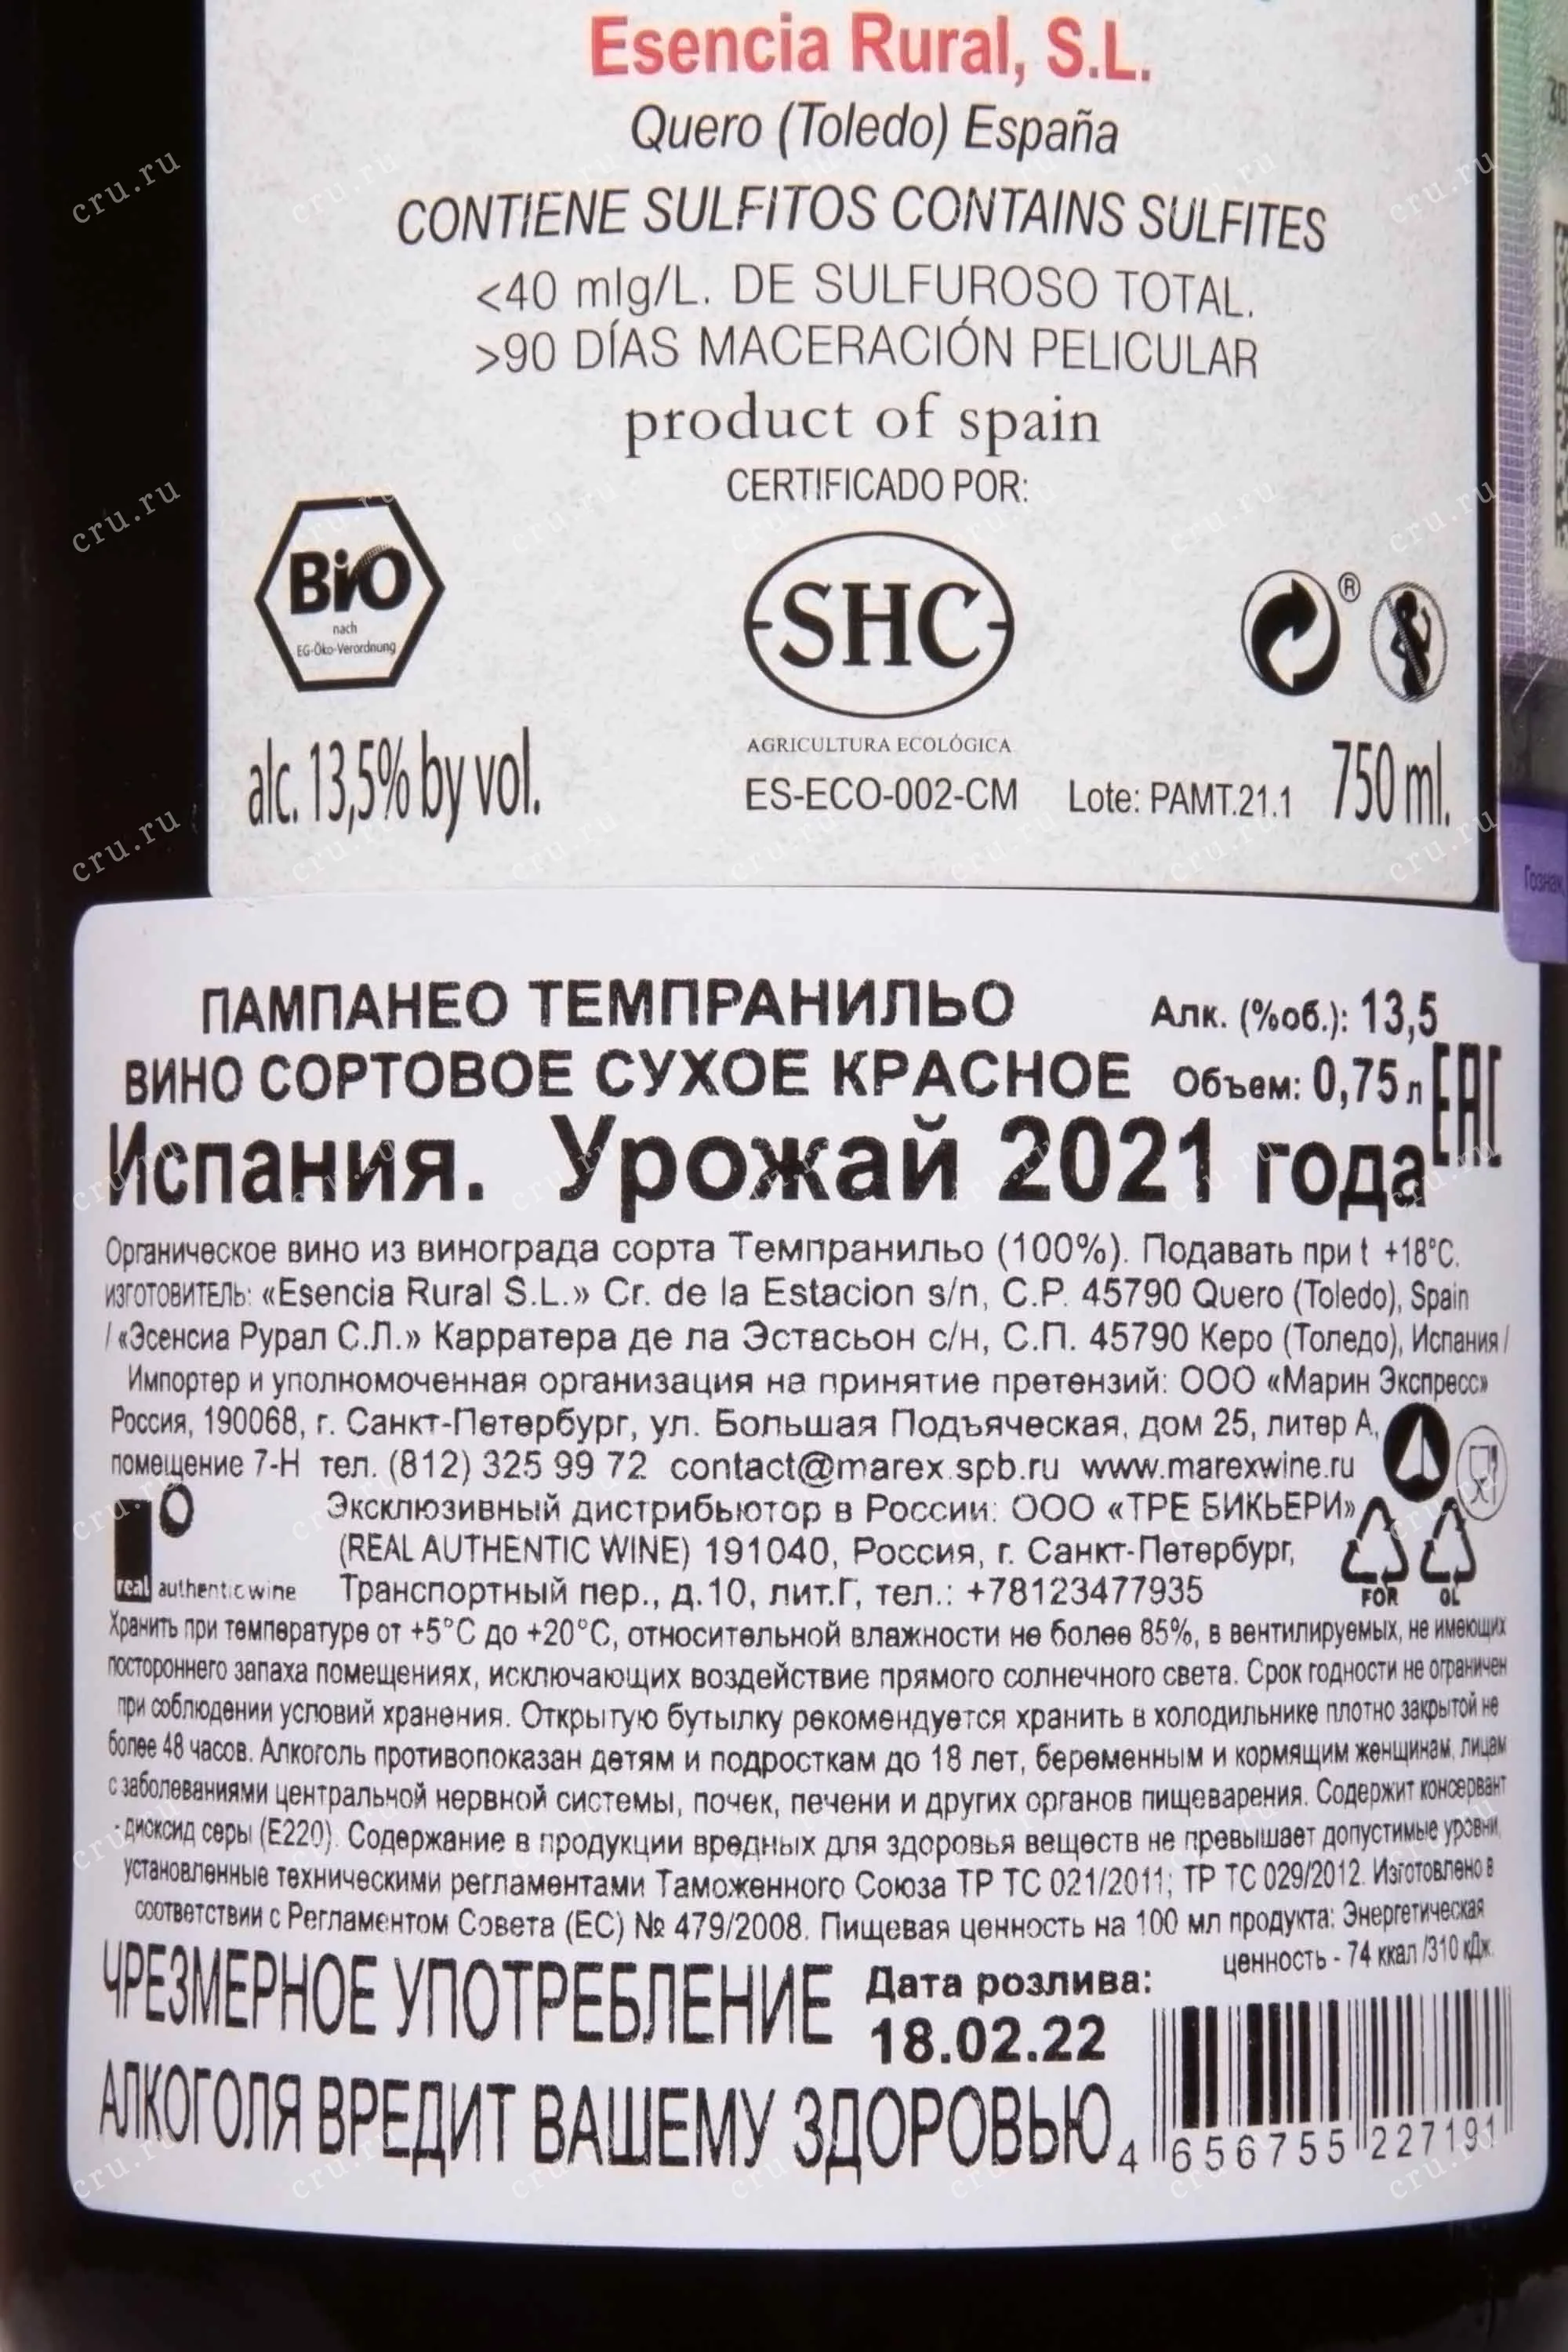 Esencia Rural, S.L.
Quero (Toledo) España
CONTIENE SULFITOS CONTAINS SULFITES
<40 mlg/L. DE SULFUROSO TOTAL.
>90 DÍAS MACERACIÓN PELICULAR
product of spain
CERTIFICADO POR:
Bio
nach
EG-Öko-Verordnung
SHC
®
AGRICULTURA ECOLÓGICA
alc. 13,5% by vol.
ES-ECO-002-CM Lote: PAMT.21.1 750 ml.
Гознак
ПАМПАНЕО ТЕМПРАНИЛЬО Алк. (%об.): 13,5
ВИНО СОРТОВОЕ СУХОЕ КРАСНОЕ Объем: 0,75 л
EAC
Испания. Урожай 2021 года
Органическое вино из винограда сорта Темпранильо (100%). Подавать при t +18°C.
изготовитель: «Esencia Rural S.L.» Cr. de la Estacion s/n, C.P. 45790 Quero (Toledo), Spain
/ «Эсенсиа Рурал С.Л.» Карратера де ла Эстасьон с/н, С.П. 45790 Керо (Толедо), Испания /
Импортер и уполномоченная организация на принятие претензий: ООО «Марин Экспресс»
Россия, 190068, г. Санкт-Петербург, ул. Большая Подъяческая, дом 25, литер А,
помещение 7-Н тел. (812) 325 99 72 contact@marex.spb.ru www.marexwine.ru
Эксклюзивный дистрибьютор в России: ООО «ТРЕ БИКЬЕРИ»
(REAL AUTHENTIC WINE) 191040, Россия, г. Санкт-Петербург,
real authentic wine Транспортный пер., д.10, лит.Г, тел.: +78123477935
FOR GL
Хранить при температуре от +5°C до +20°C, относительной влажности не более 85%, в вентилируемых, не имеющих
постороннего запаха помещениях, исключающих воздействие прямого солнечного света. Срок годности не ограничен
при соблюдении условий хранения. Открытую бутылку рекомендуется хранить в холодильнике плотно закрытой не
более 48 часов. Алкоголь противопоказан детям и подросткам до 18 лет, беременным и кормящим женщинам, лицам
с заболеваниями центральной нервной системы, почек, печени и других органов пищеварения. Содержит консервант
- диоксид серы (E220). Содержание в продукции вредных для здоровья веществ не превышает допустимые уровни,
установленные техническими регламентами Таможенного Союза ТР ТС 021/2011; ТР ТС 029/2012. Изготовлено в
соответствии с Регламентом Совета (ЕС) № 479/2008. Пищевая ценность на 100 мл продукта: Энергетическая
ценность - 74 ккал /310 кДж.
ЧРЕЗМЕРНОЕ УПОТРЕБЛЕНИЕ Дата розлива:
18.02.22
АЛКОГОЛЯ ВРЕДИТ ВАШЕМУ ЗДОРОВЬЮ
4 656755 227191
cru.ru